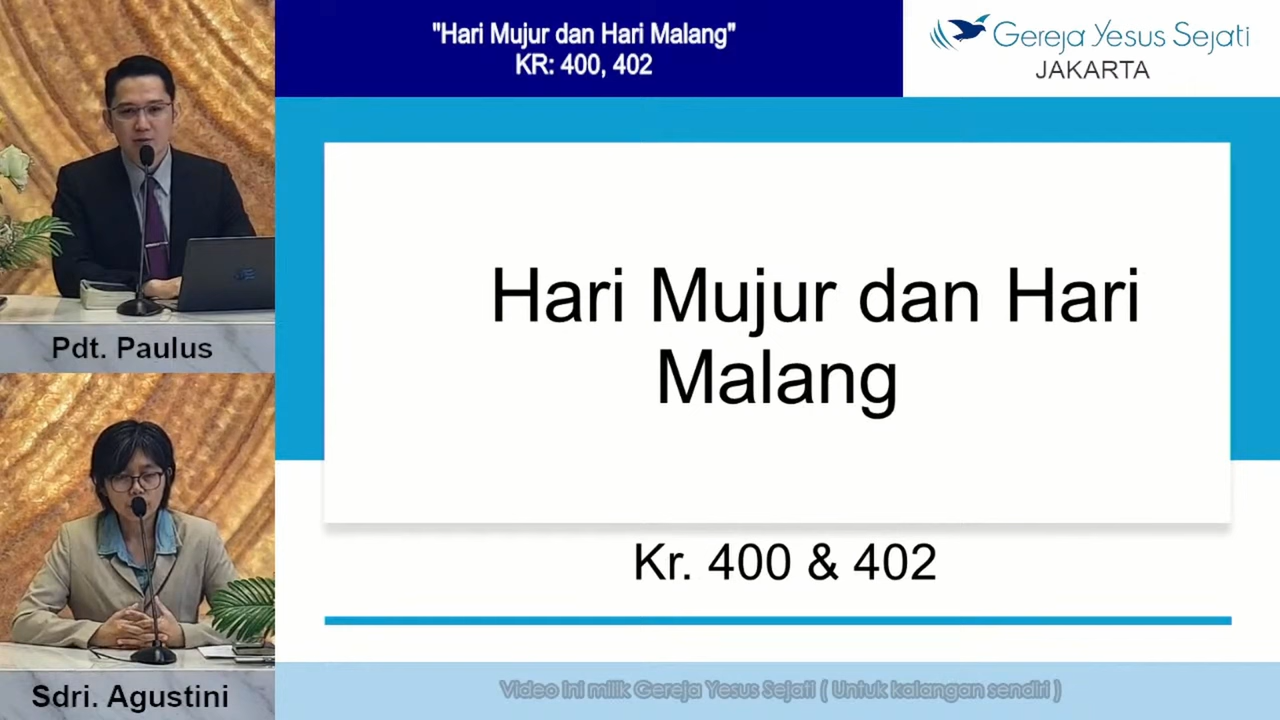 "Hari Mujur dan Hari Malang"
KR: 400, 402
Gereja Yesus Sejati
JAKARTA
Hari Mujur dan Hari
Malang
Kr. 400 & 402
Pdt. Paulus
Sdri. Agustini
Video ini milik Gereja Yesus Sejati ( Untuk kalangan sendiri )